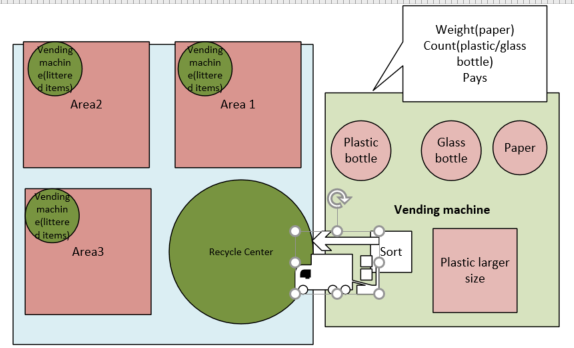 Weight(paper)
Count(plastic/glass
bottle)
Pays
Vending
machin
e(littere
d items)
Area2
Vending
machin
e(littere
d items)
Area 1
Plastic
bottle
Glass
bottle
Paper
Vending
machin
e(littere
d items)
Area3
Recycle Center
Vending machine
Sort
Plastic larger
size